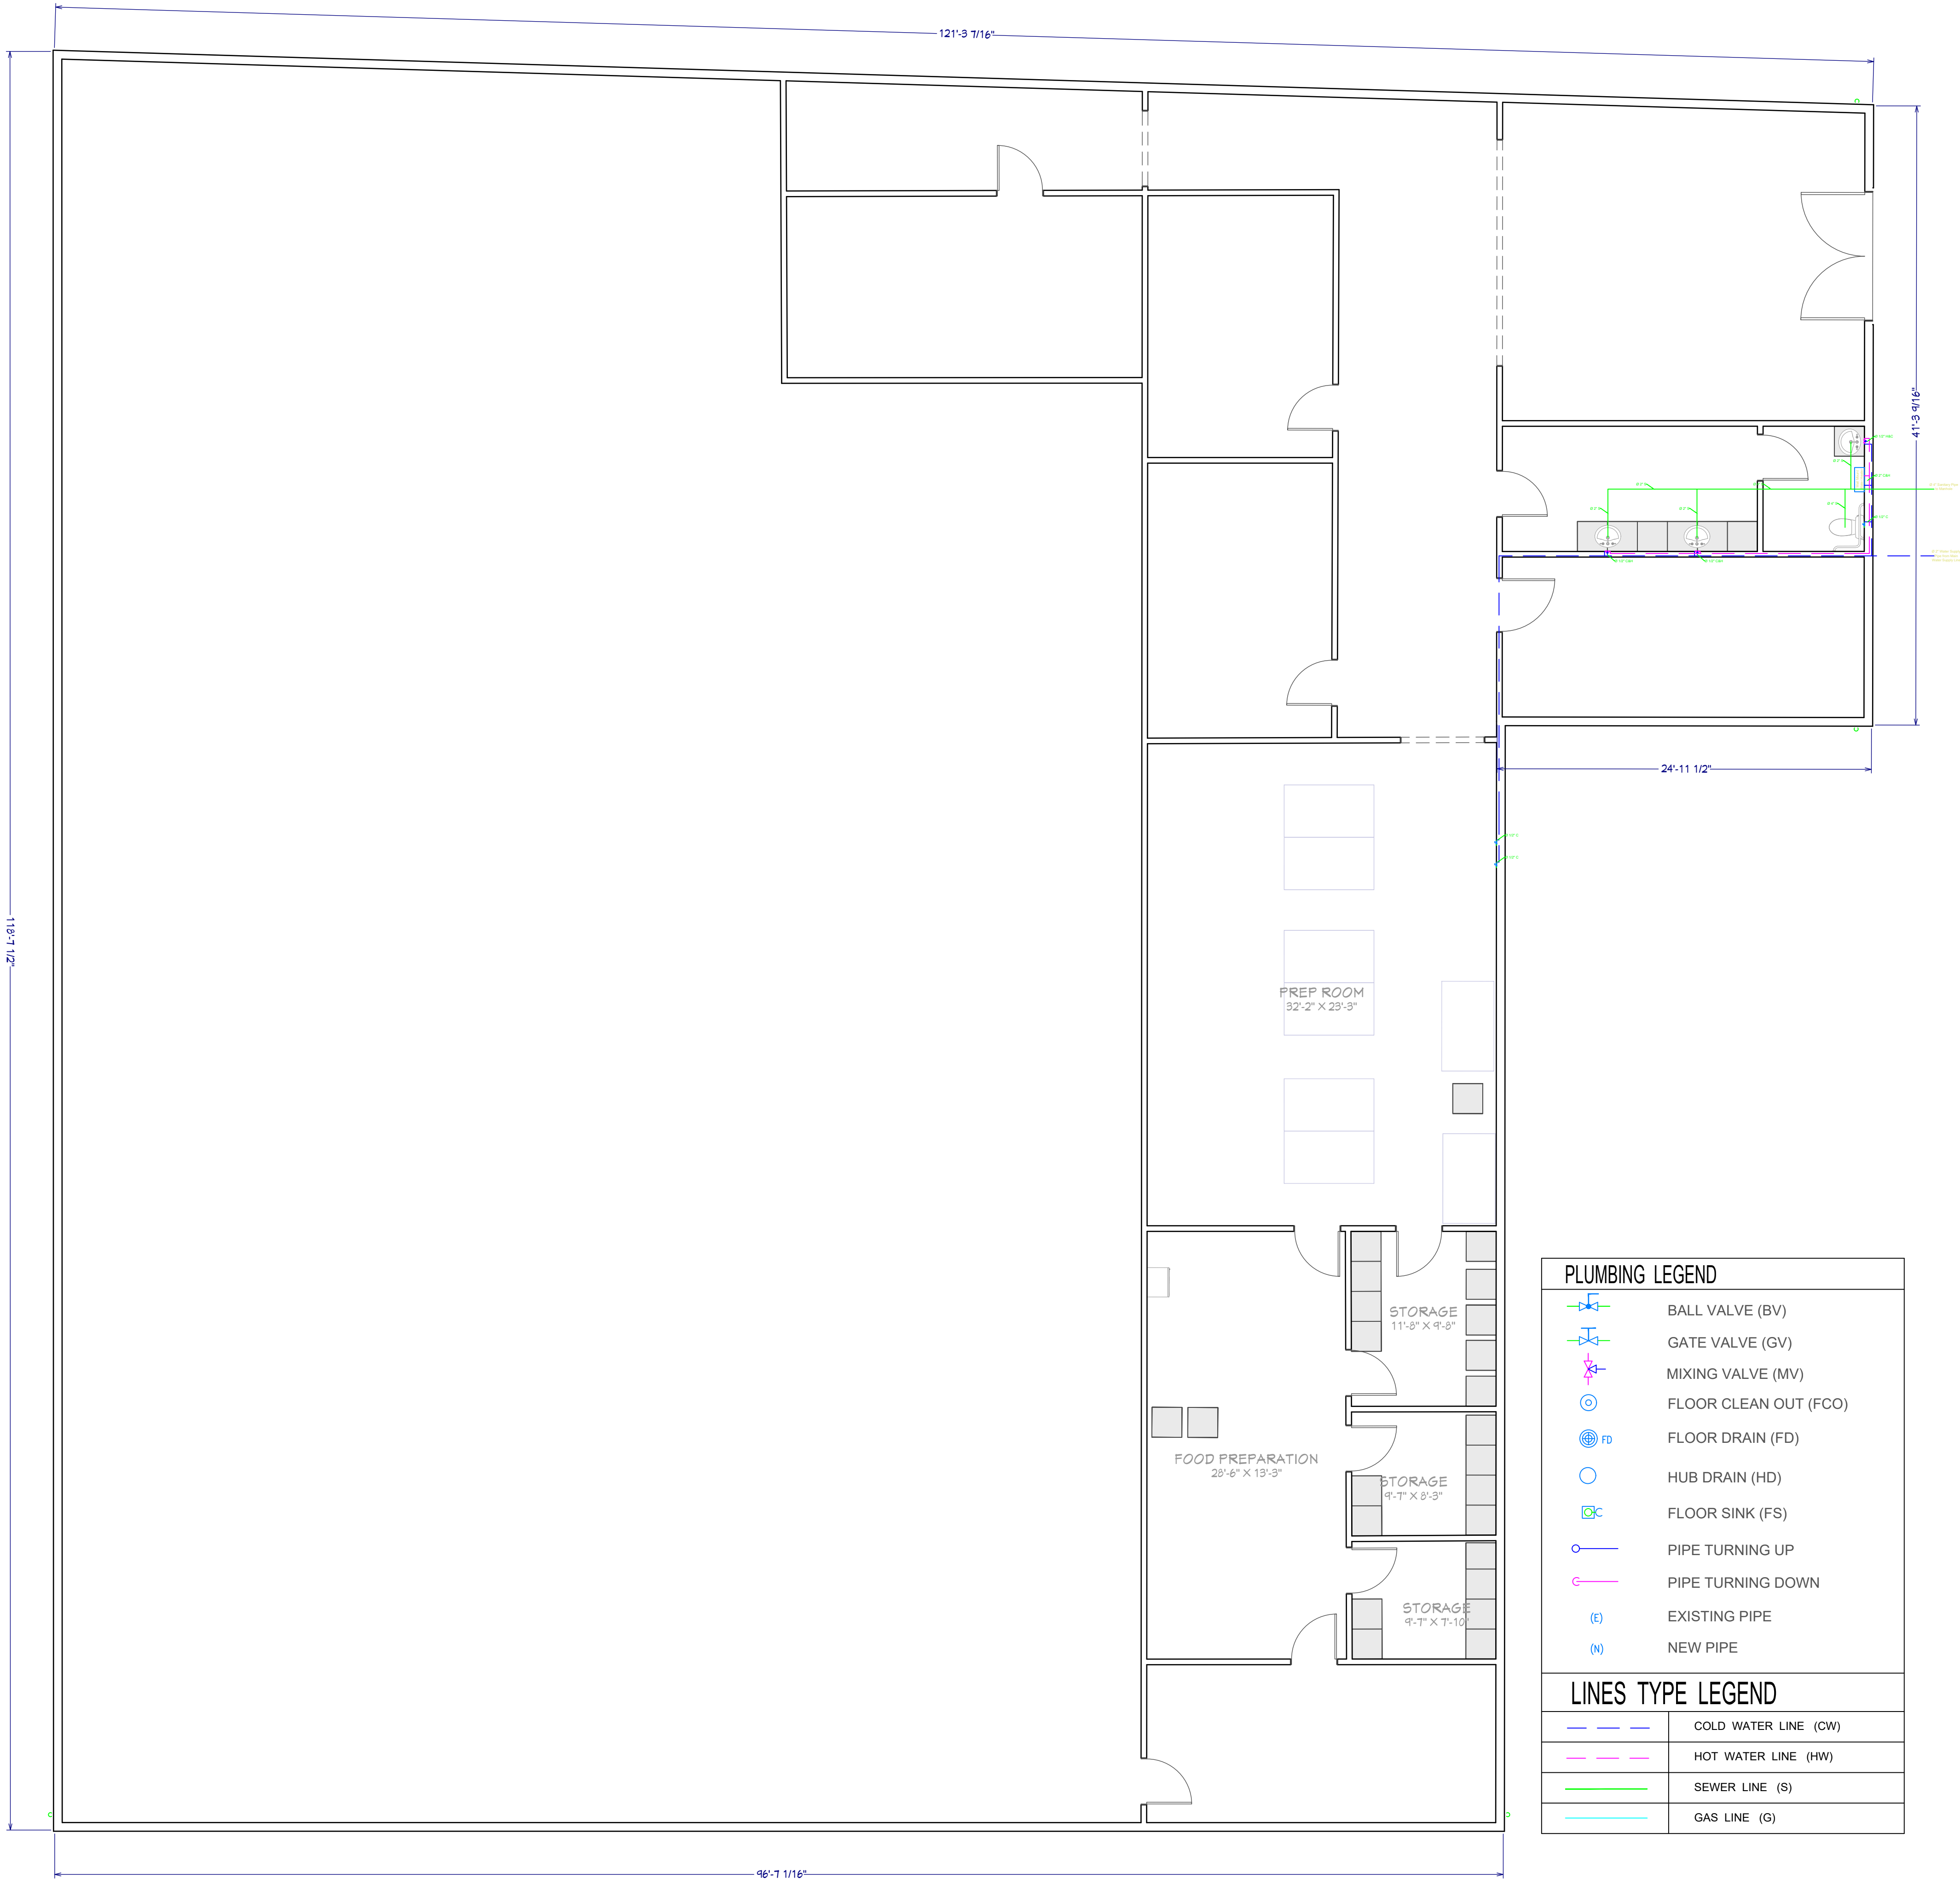 121'-3 7/16"
41'-3 9/16"
24'-11 1/2"
118'-7 1/2"
PREP ROOM
32'-2" X 23'-3"
STORAGE
11'-8" X 9'-8"
FOOD PREPARATION
28'-6" X 13'-3"
STORAGE
9'-7" X 8'-3"
STORAGE
9'-7" X 7'-10"
96'-7 1/16"
PLUMBING LEGEND
BALL VALVE (BV)
GATE VALVE (GV)
MIXING VALVE (MV)
FLOOR CLEAN OUT (FCO)
FD FLOOR DRAIN (FD)
HUB DRAIN (HD)
FLOOR SINK (FS)
PIPE TURNING UP
PIPE TURNING DOWN
(E) EXISTING PIPE
(N) NEW PIPE
LINES TYPE LEGEND
COLD WATER LINE (CW)
HOT WATER LINE (HW)
SEWER LINE (S)
GAS LINE (G)